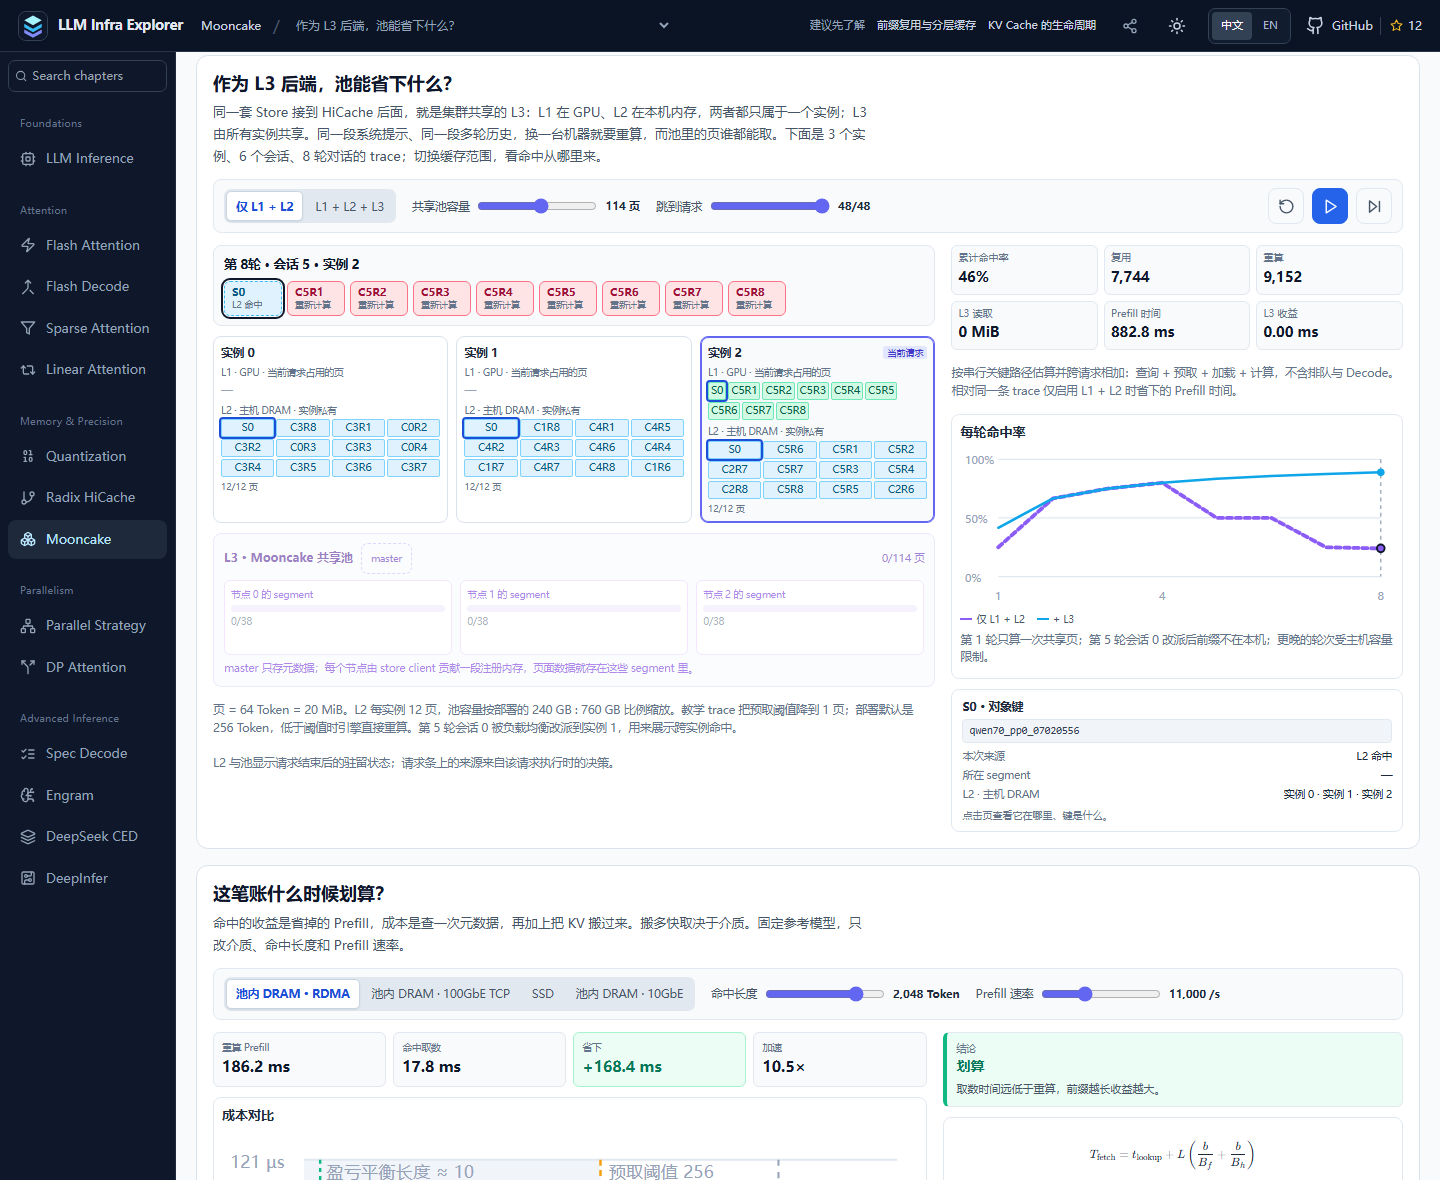 LLM Infra Explorer
Mooncake / 作为 L3 后端，池能省下什么？
建议先了解 前缀复用与分层缓存 KV Cache 的生命周期
中文 EN GitHub 12
Search chapters
Foundations
LLM Inference
Attention
Flash Attention
Flash Decode
Sparse Attention
Linear Attention
Memory & Precision
Quantization
Radix HiCache
Mooncake
Parallelism
Parallel Strategy
DP Attention
Advanced Inference
Spec Decode
Engram
DeepSeek CED
DeepInfer
作为 L3 后端，池能省下什么？
同一套 Store 接到 HiCache 后面，就是集群共享的 L3：L1 在 GPU、L2 在本机内存，两者都只属于一个实例；L3
由所有实例共享。同一段系统提示、同一段多轮历史，换一台机器就要重算，而池里的页谁都能取。下面是 3 个实
例、6 个会话、8 轮对话的 trace；切换缓存范围，看命中从哪里来。
仅 L1 + L2 L1 + L2 + L3 共享池容量 114 页 跳到请求 48/48
第 8轮 • 会话 5 • 实例 2
S0 C5R1 C5R2 C5R3 C5R4 C5R5 C5R6 C5R7 C5R8
L2 命中 重新计算 重新计算 重新计算 重新计算 重新计算 重新计算 重新计算 重新计算
实例 0
L1 · GPU · 当前请求占用的页
—
L2 · 主机 DRAM · 实例私有
S0 C3R8 C3R1 C0R2
C3R2 C0R3 C3R3 C0R4
C3R4 C3R5 C3R6 C3R7
12/12 页
实例 1
L1 · GPU · 当前请求占用的页
—
L2 · 主机 DRAM · 实例私有
S0 C1R8 C4R1 C4R5
C4R2 C4R3 C4R6 C4R4
C1R7 C4R7 C4R8 C1R6
12/12 页
实例 2 当前请求
L1 · GPU · 当前请求占用的页
S0 C5R1 C5R2 C5R3 C5R4 C5R5
C5R6 C5R7 C5R8
L2 · 主机 DRAM · 实例私有
S0 C5R6 C5R1 C5R2
C2R7 C5R7 C5R3 C5R4
C2R8 C5R8 C5R5 C2R6
12/12 页
L3 • Mooncake 共享池 master 0/114 页
节点 0 的 segment
0/38
节点 1 的 segment
0/38
节点 2 的 segment
0/38
master 只存元数据；每个节点由 store client 贡献一段注册内存，页面数据就存在这些 segment 里。
页 = 64 Token = 20 MiB。L2 每实例 12 页，池容量按部署的 240 GB : 760 GB 比例缩放。教学 trace 把预取阈值降到 1 页；部署默认是
256 Token，低于阈值时引擎直接重算。第 5 轮会话 0 被负载均衡改派到实例 1，用来展示跨实例命中。
L2 与池显示请求结束后的驻留状态；请求条上的来源来自该请求执行时的决策。
累计命中率
46%
复用
7,744
重算
9,152
L3 读取
0 MiB
Prefill 时间
882.8 ms
L3 收益
0.00 ms
按串行关键路径估算并跨请求相加：查询 + 预取 + 加载 + 计算，不含排队与 Decode。
相对同一条 trace 仅启用 L1 + L2 时省下的 Prefill 时间。
每轮命中率
100%
50%
0%
1 4 8
仅 L1 + L2 + L3
第 1 轮只算一次共享页；第 5 轮会话 0 改派后前缀不在本机；更晚的轮次受主机容量
限制。
S0 • 对象键
qwen70_pp0_07020556
本次来源 L2 命中
所在 segment —
L2 · 主机 DRAM 实例 0 · 实例 1 · 实例 2
点击页查看它在哪里、键是什么。
这笔账什么时候划算？
命中的收益是省掉的 Prefill，成本是查一次元数据，再加上把 KV 搬过来。搬多快取决于介质。固定参考模型，只
改介质、命中长度和 Prefill 速率。
池内 DRAM • RDMA 池内 DRAM · 100GbE TCP SSD 池内 DRAM · 10GbE 命中长度 2,048 Token Prefill 速率 11,000 /s
重算 Prefill
186.2 ms
命中取数
17.8 ms
省下
+168.4 ms
加速
10.5×
结论
划算
取数时间远低于重算，前缀越长收益越大。
成本对比
121 µs
盈亏平衡长度 ≈ 10
预取阈值 256
T_fetch = t_lookup + L (b/B_f + b/B_h)